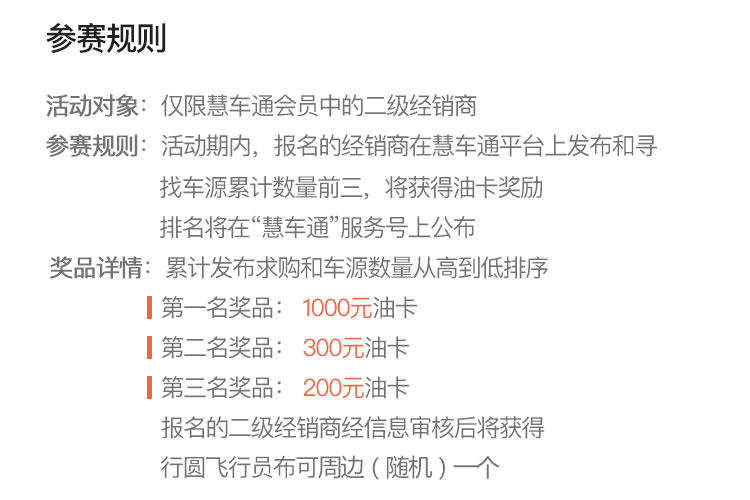 参赛规则
活动对象：仅限慧车通会员中的二级经销商
参赛规则：活动期内，报名的经销商在慧车通平台上发布和寻
找车源累计数量前三，将获得油卡奖励
排名将在“慧车通”服务号上公布
奖品详情：累计发布求购和车源数量从高到低排序
第一名奖品： 1000元油卡
第二名奖品： 300元油卡
第三名奖品： 200元油卡
报名的二级经销商经信息审核后将获得
行圆飞行员布可周边（随机）一个